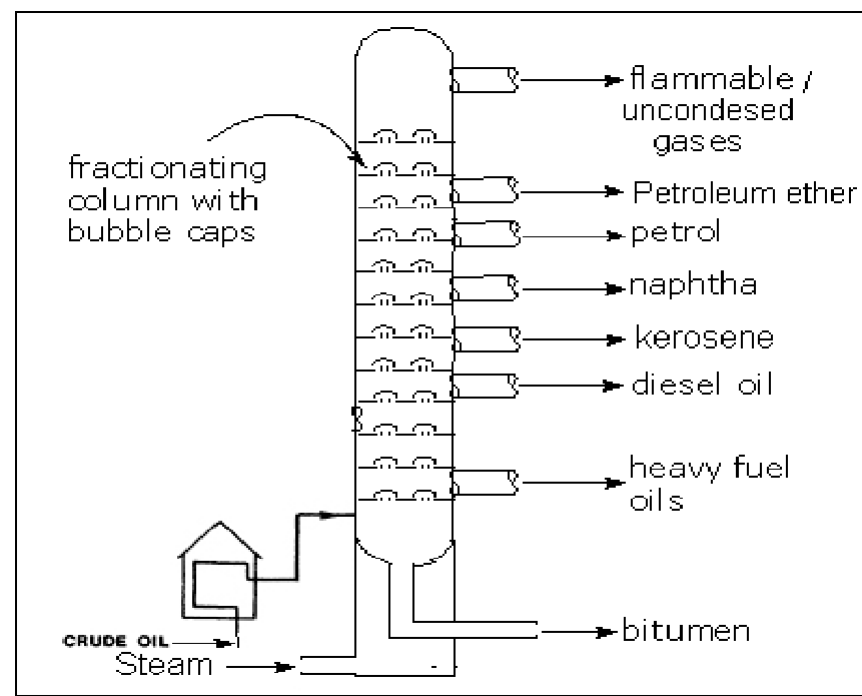 flammable /
uncondesed
gases
fractionating
column with
bubble caps
Petroleum ether
petrol
naphtha
kerosene
diesel oil
heavy fuel
oils
CRUDE OIL
Steam
bitumen